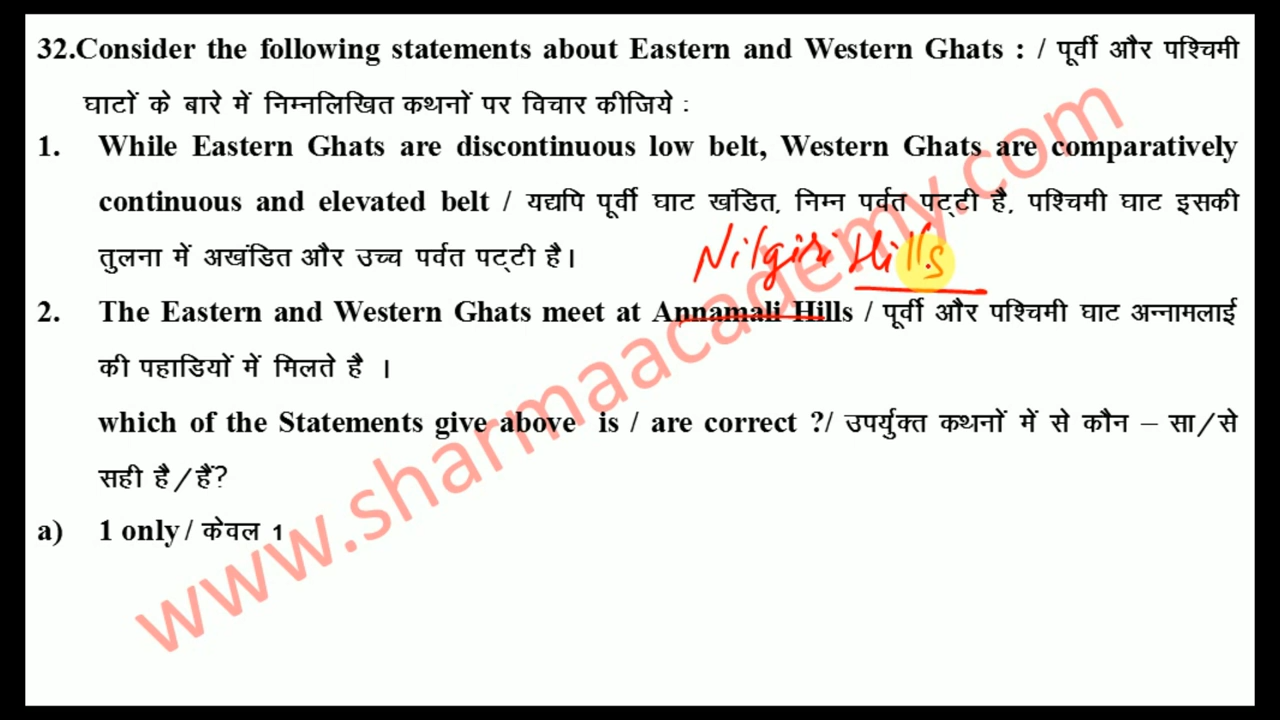 32.Consider the following statements about Eastern and Western Ghats : / पूर्वी और पश्चिमी
घाटों के बारे में निम्नलिखित कथनों पर विचार कीजिये :
1. While Eastern Ghats are discontinuous low belt, Western Ghats are comparatively
continuous and elevated belt / यद्यपि पूर्वी घाट खंडित, निम्न पर्वत पट्टी है, पश्चिमी घाट इसकी
तुलना में अखंडित और उच्च पर्वत पट्टी है।
Nilgiri Hills
2. The Eastern and Western Ghats meet at Annamali Hills / पूर्वी और पश्चिमी घाट अन्नामलाई
की पहाडियों में मिलते है ।
which of the Statements give above is / are correct ?/ उपर्युक्त कथनों में से कौन – सा/से
सही है/हैं?
a) 1 only / केवल 1
www.sharmaacademy.com